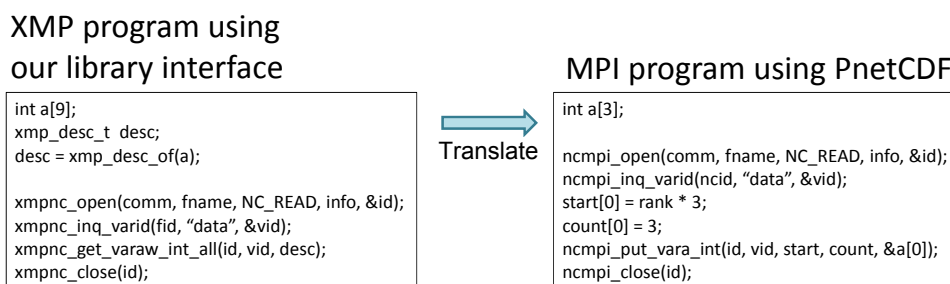 XMP program using
our library interface
int a[9];
xmp_desc_t  desc;
desc = xmp_desc_of(a);
xmpnc_open(comm, fname, NC_READ, info, &id);
xmpnc_inq_varid(fid, “data”, &vid);
xmpnc_get_varaw_int_all(id, vid, desc);
xmpnc_close(id);
Translate
MPI program using PnetCDF
int a[3];
ncmpi_open(comm, fname, NC_READ, info, &id);
ncmpi_inq_varid(ncid, “data”, &vid);
start[0] = rank * 3;
count[0] = 3;
ncmpi_put_vara_int(id, vid, start, count, &a[0]);
ncmpi_close(id);